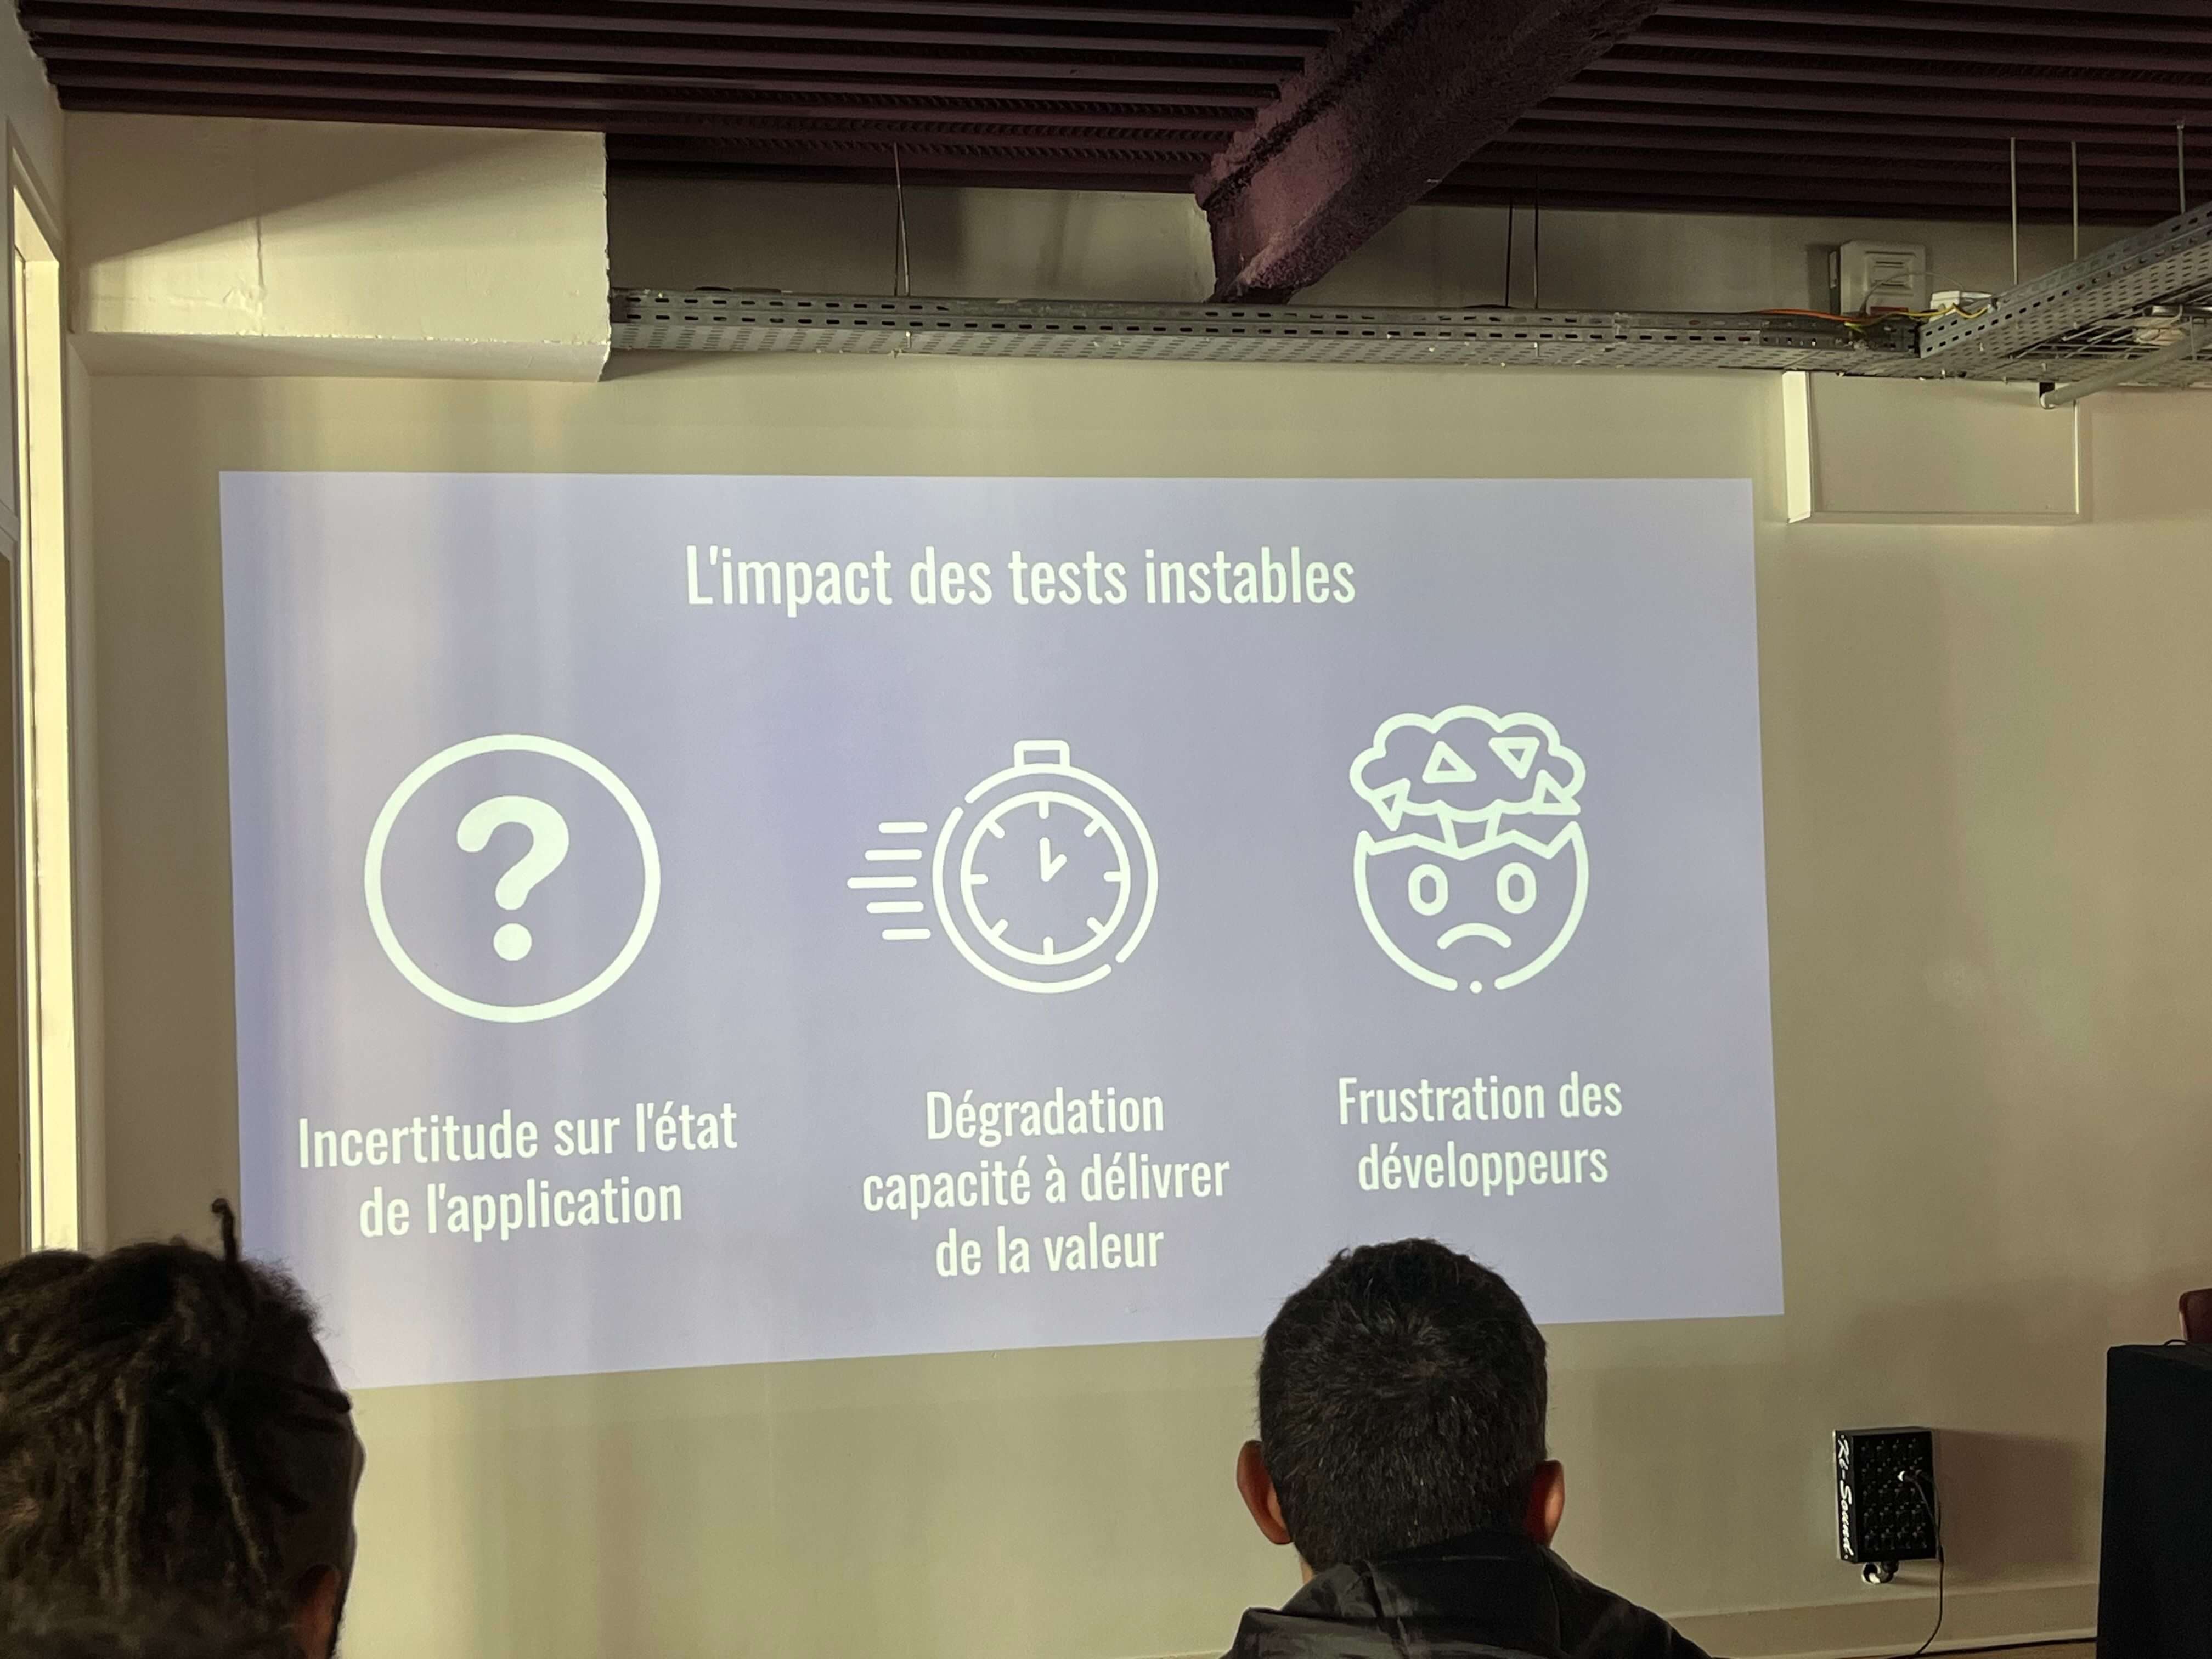 L'impact des tests instables
Incertitude sur l'état
de l'application
Dégradation
capacité à délivrer
de la valeur
Frustration des
développeurs
Re-Sound